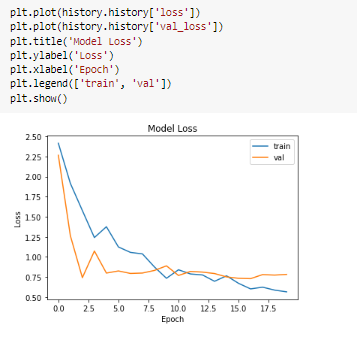 plt.plot(history.history['loss'])
plt.plot(history.history['val_loss'])
plt.title('Model Loss')
plt.ylabel('Loss')
plt.xlabel('Epoch')
plt.legend(['train', 'val'])
plt.show()
Model Loss
train
val
2.50
2.25
2.00
1.75
1.50
1.25
1.00
0.75
0.50
Loss
0.0 2.5 5.0 7.5 10.0 12.5 15.0 17.5
Epoch